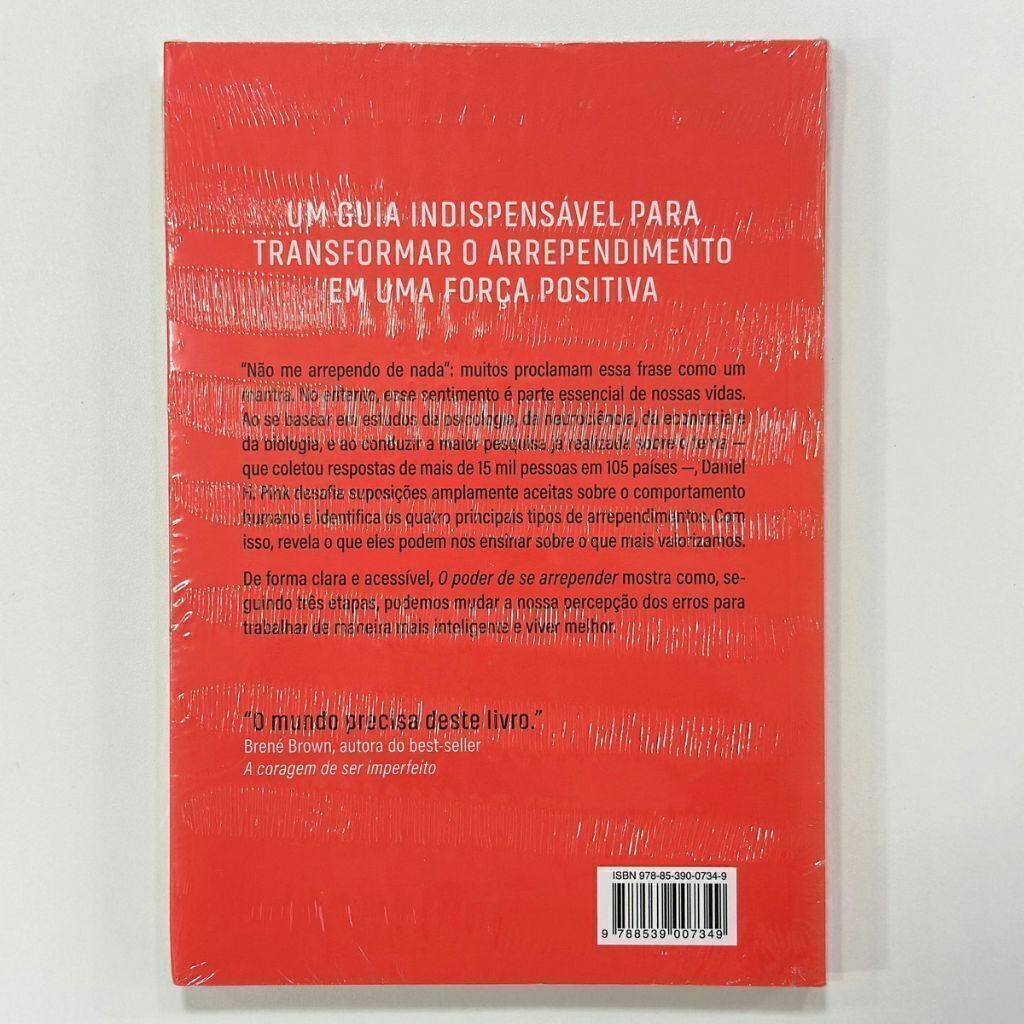 UM GUIA INDISPENSÁVEL PARA
TRANSFORMAR O ARREPENDIMENTO
EM UMA FORÇA POSITIVA
"Não me arrependo de nada": muitos proclamam essa frase como um
mantra. No entanto, esse sentimento é parte essencial de nossas vidas.
Ao se basear em estudos da psicologia, da neurociência, da economia e
da biologia, e ao conduzir a maior pesquisa já realizada sobre o tema —
que coletou respostas de mais de 15 mil pessoas em 105 países —, Daniel
H. Pink desafia suposições amplamente aceitas sobre o comportamento
humano e identifica os quatro principais tipos de arrependimentos. Com
isso, revela o que eles podem nos ensinar sobre o que mais valorizamos.
De forma clara e acessível, O poder de se arrepender mostra como, se-
guindo três etapas, podemos mudar a nossa percepção dos erros para
trabalhar de maneira mais inteligente e viver melhor.
"O mundo precisa deste livro."
Brené Brown, autora do best-seller
A coragem de ser imperfeito
ISBN 978-85-390-0734-9
9 788539 007349